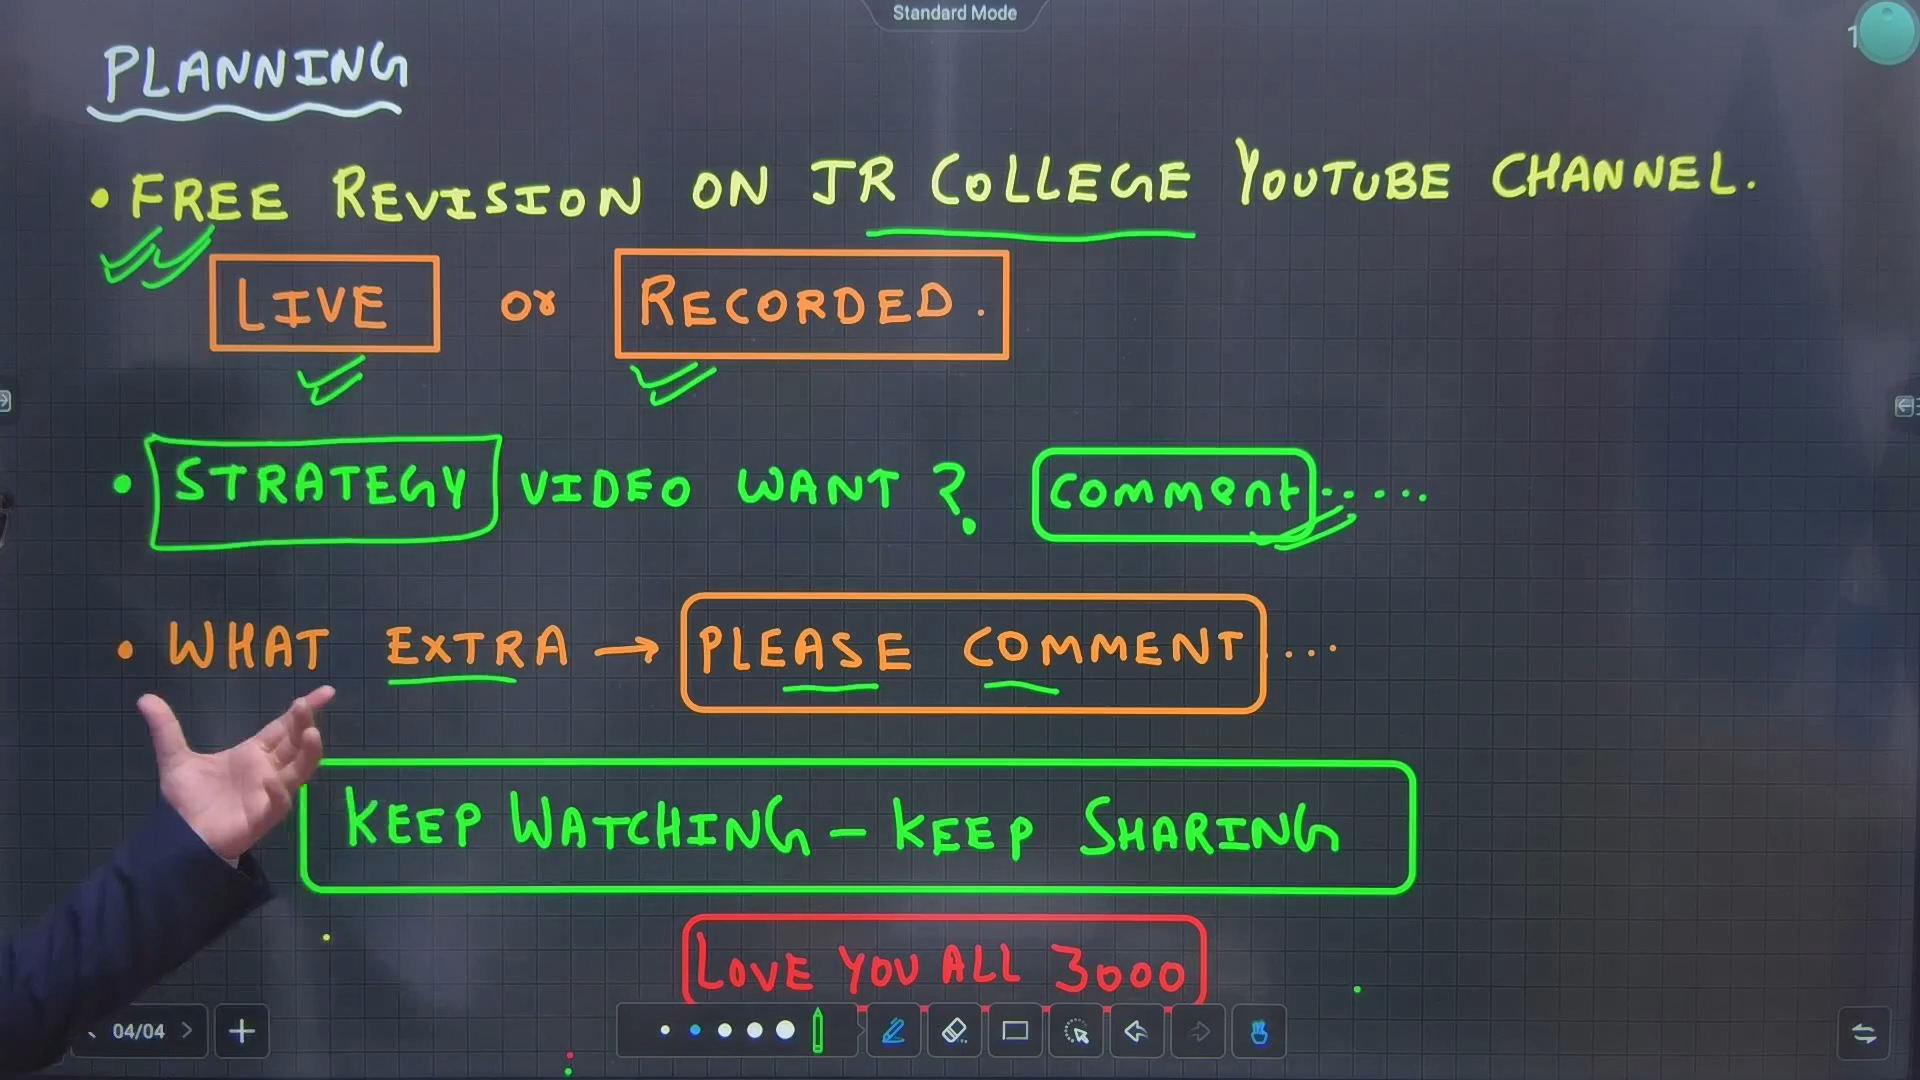 Standard Mode
PLANNING
• FREE REVISION ON JR COLLEGE YOUTUBE CHANNEL.
LIVE or RECORDED.
• STRATEGY VIDEO WANT? comment......
• WHAT EXTRA → PLEASE COMMENT....
KEEP WATCHING – KEEP SHARING
LOVE YOU ALL 3000
04/04